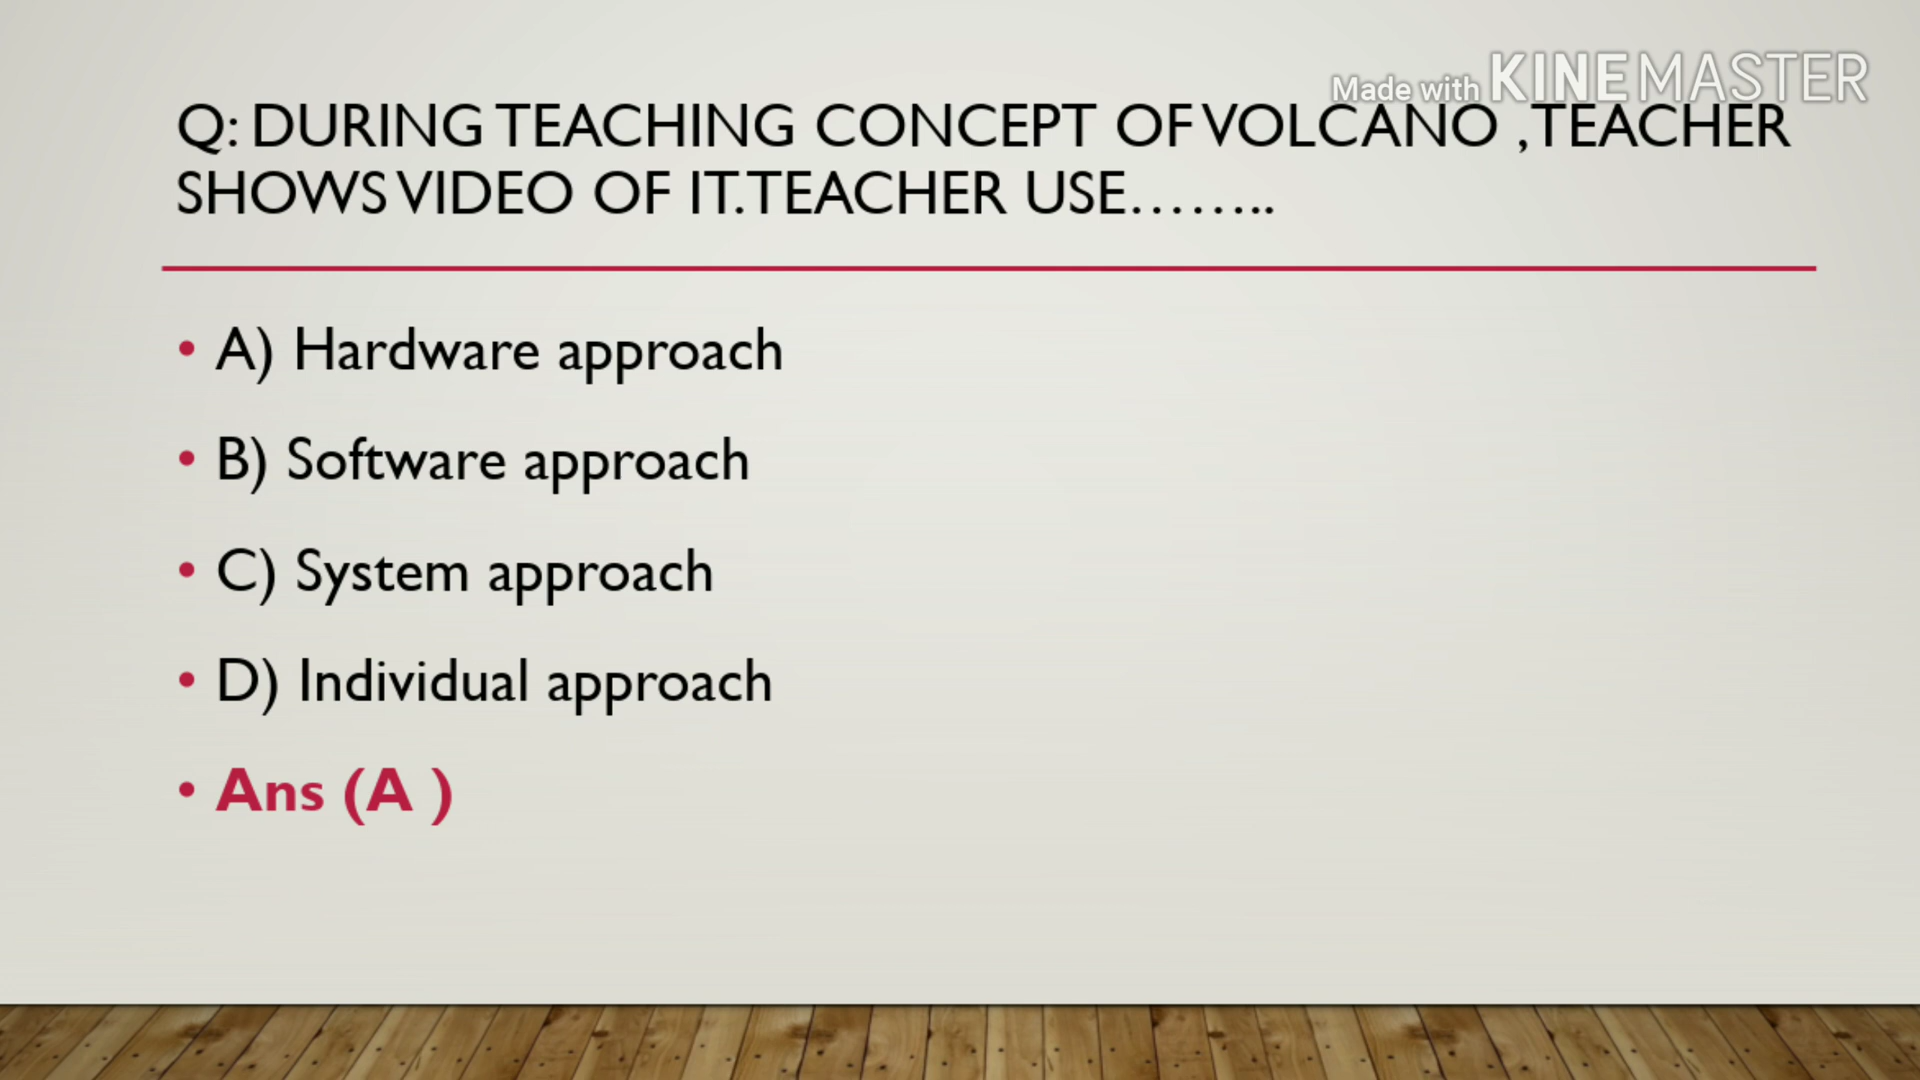 Made with KINEMASTER
Q: DURING TEACHING CONCEPT OF VOLCANO ,TEACHER
SHOWS VIDEO OF IT.TEACHER USE……..
• A) Hardware approach
• B) Software approach
• C) System approach
• D) Individual approach
• Ans (A )